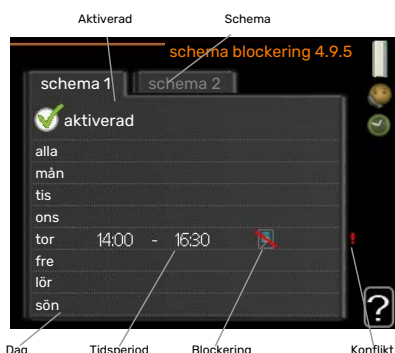 Aktiverad Schema
schema blockering 4.9.5
schema 1 schema 2
aktiverad
alla
mån
tis
ons
tor 14:00 - 16:30 !
fre
lör
sön
?
Dag Tidsperiod Blockering Konflikt